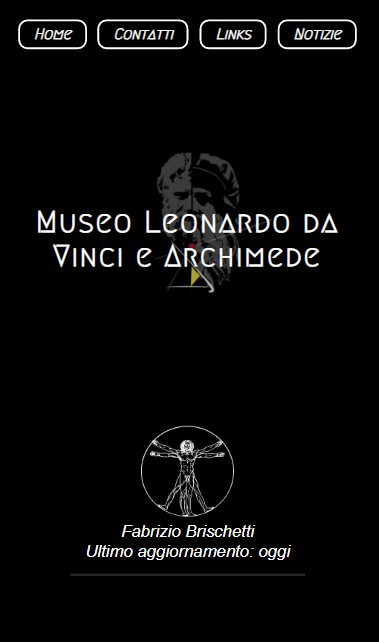 Home
Contatti
Links
Notizie
Museo Leonardo da
Vinci e Archimede
Fabrizio Brischetti
Ultimo aggiornamento: oggi